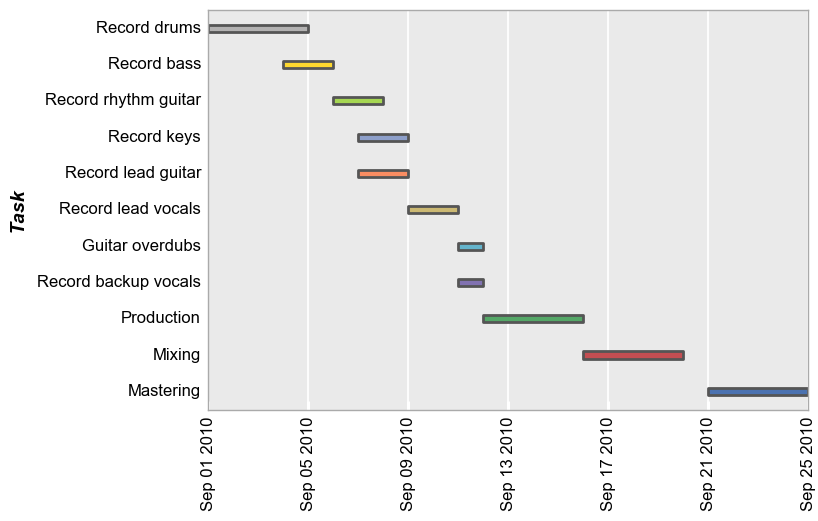 Record drums
Record bass
Record rhythm guitar
Record keys
Record lead guitar
Record lead vocals
Guitar overdubs
Record backup vocals
Production
Mixing
Mastering
Task
Sep 01 2010
Sep 05 2010
Sep 09 2010
Sep 13 2010
Sep 17 2010
Sep 21 2010
Sep 25 2010